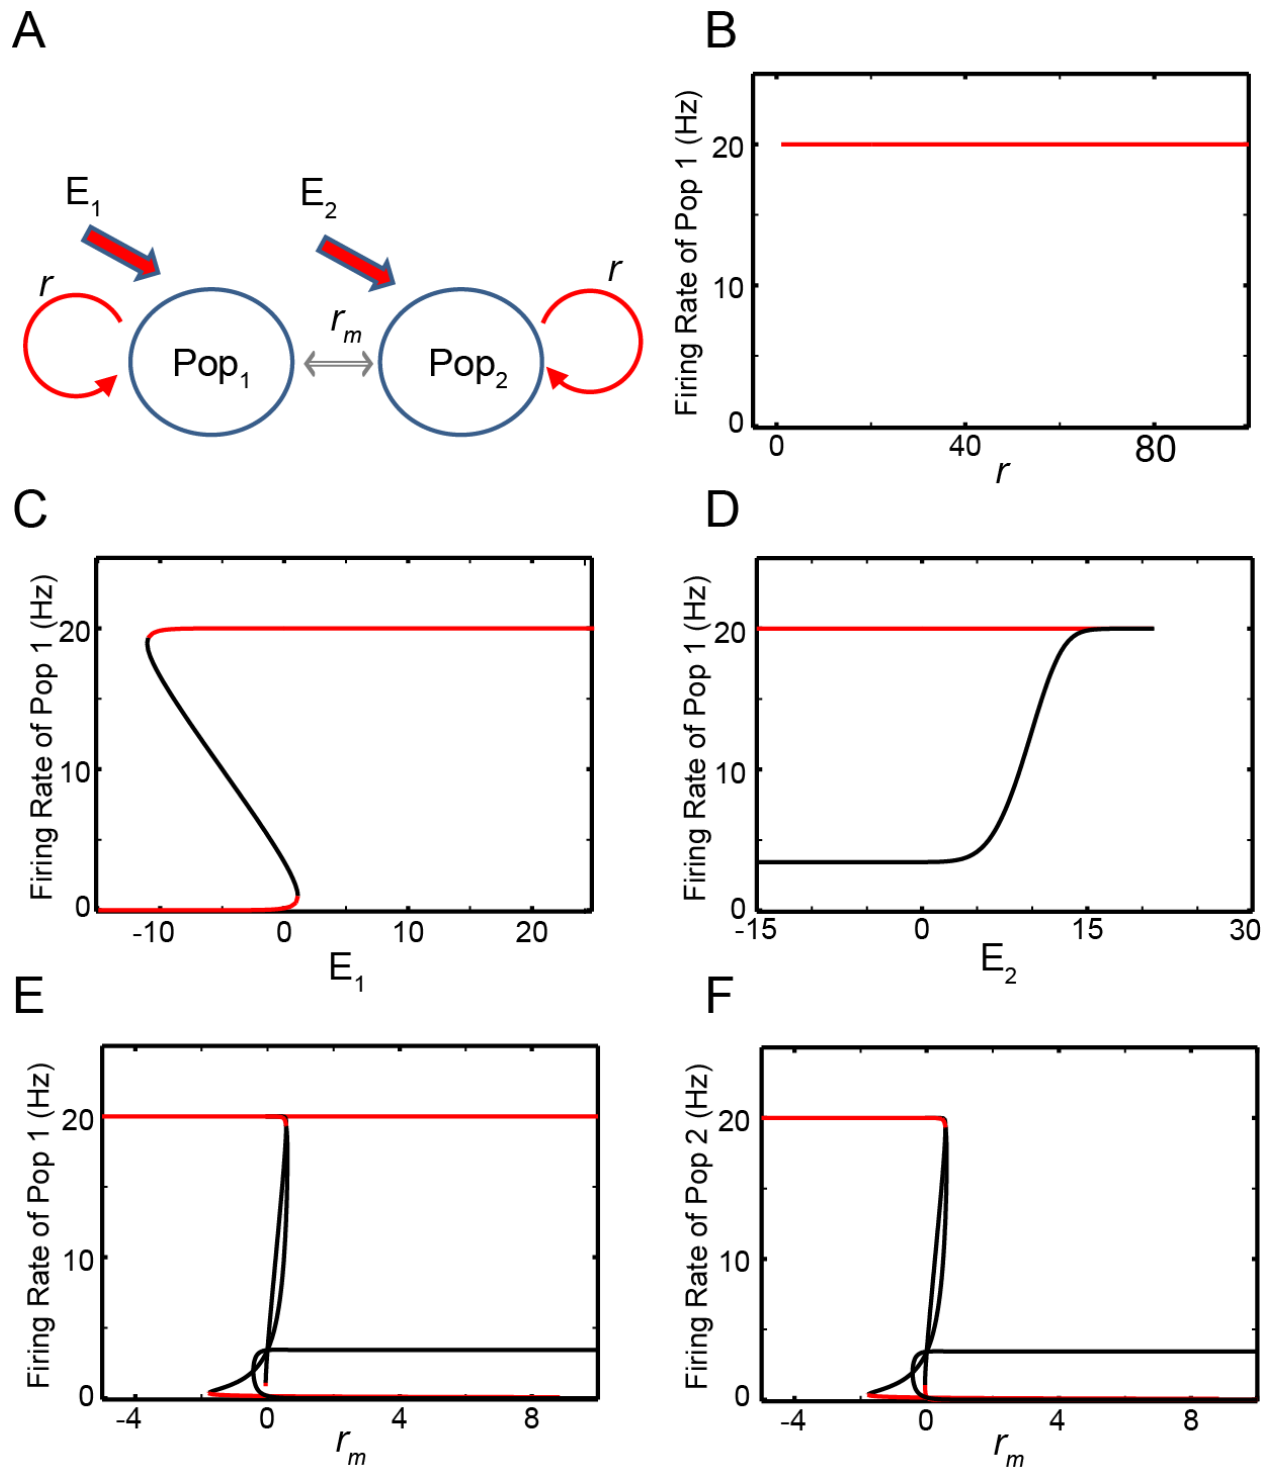 A
E1
E2
r
r
rm
Pop1
Pop2
B
Firing Rate of Pop 1 (Hz)
20
10
0
0
40
80
r
C
Firing Rate of Pop 1 (Hz)
20
10
0
-10
0
10
20
E1
D
Firing Rate of Pop 1 (Hz)
20
10
0
-15
0
15
30
E2
E
Firing Rate of Pop 1 (Hz)
20
10
0
-4
0
4
8
rm
F
Firing Rate of Pop 2 (Hz)
20
10
0
-4
0
4
8
rm